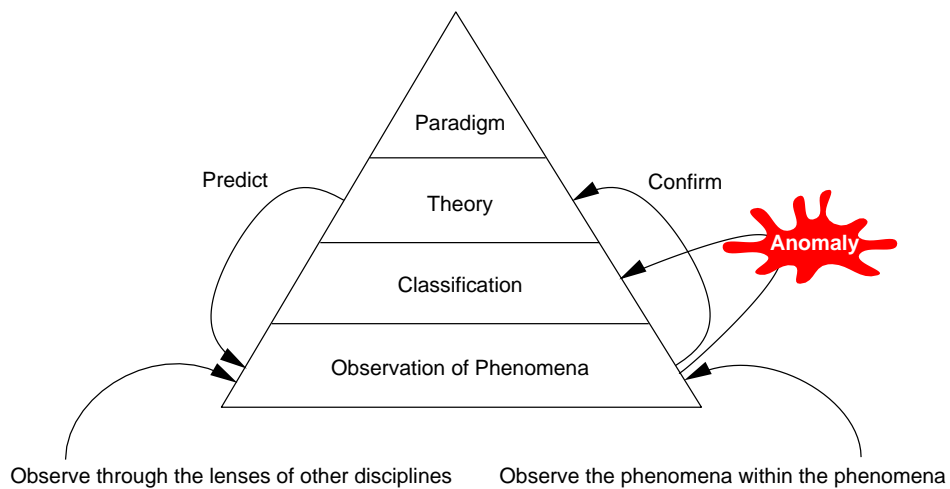 Paradigm
Predict
Confirm
Theory
Anomaly
Classification
Observation of Phenomena
Observe through the lenses of other disciplines
Observe the phenomena within the phenomena